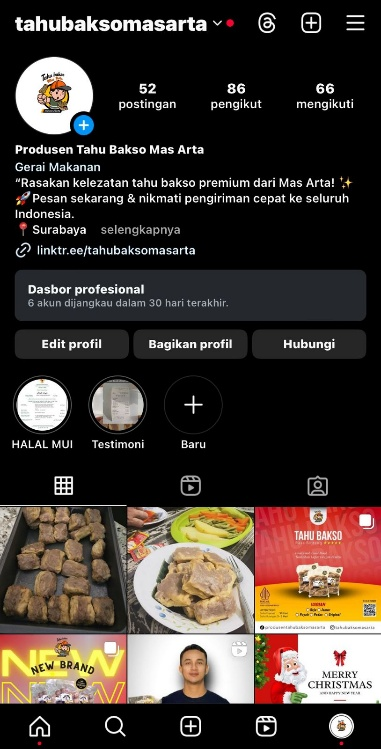 tahubaksomasarta
52
86
66
postingan
pengikut
mengikuti
Produsen Tahu Bakso Mas Arta
Gerai Makanan
“Rasakan kelezatan tahu bakso premium dari Mas Arta! ✨
🚀Pesan sekarang & nikmati pengiriman cepat ke seluruh
Indonesia.
📍Surabaya selengkapnya
linktr.ee/tahubaksomasarta
Dasbor profesional
6 akun dijangkau dalam 30 hari terakhir.
Edit profil
Bagikan profil
Hubungi
HALAL MUI
Testimoni
Baru
TAHU BAKSO
produsentahubaksomasarta
tahubaksomasarta
NEW
NEW BRAND
MERRY
CHRISTMAS